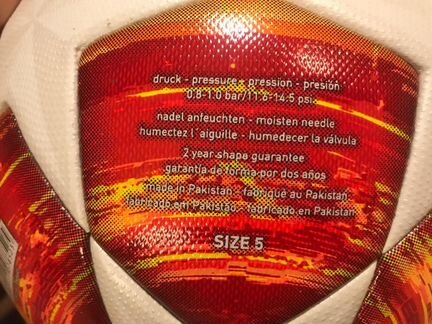 druck - pressure - pression - presión
0.8-1.0 bar/11.6-14.5 psi.
nadel anfeuchten - moisten needle
humectez l´aiguille - humedecer la válvula
2 year shape guarantee
garantía de forma por dos años
made in Pakistan - fabriqué au Pakistan
fabricado em Paquistão - fabricado en Pakistan
SIZE 5